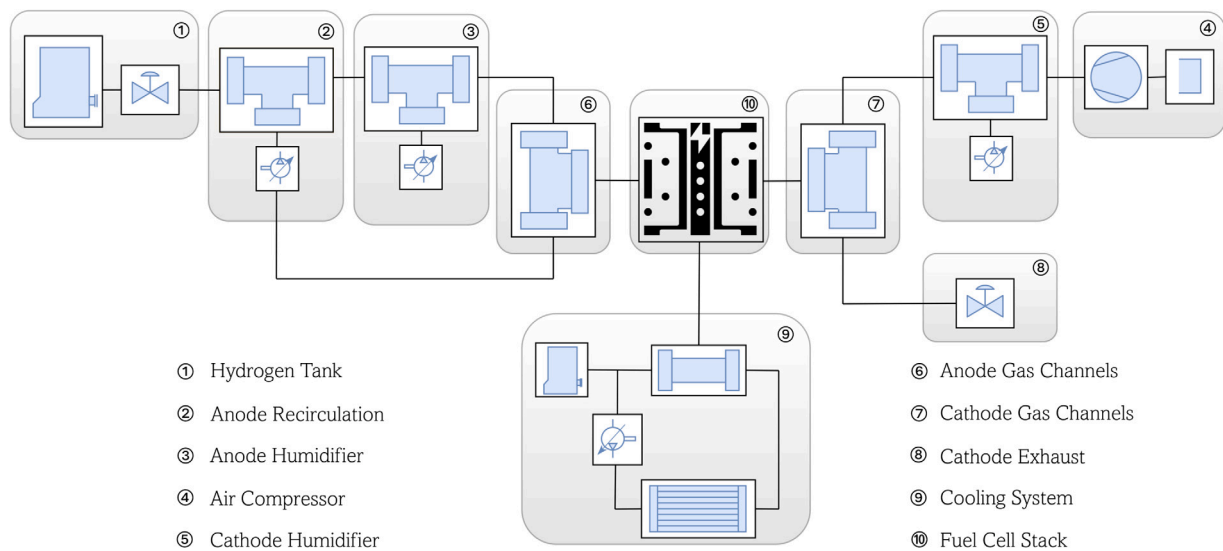 ①
②
③
⑤
④
⑥
⑩
⑦
⑧
⑨
① Hydrogen Tank
② Anode Recirculation
③ Anode Humidifier
④ Air Compressor
⑤ Cathode Humidifier
⑥ Anode Gas Channels
⑦ Cathode Gas Channels
⑧ Cathode Exhaust
⑨ Cooling System
⑩ Fuel Cell Stack